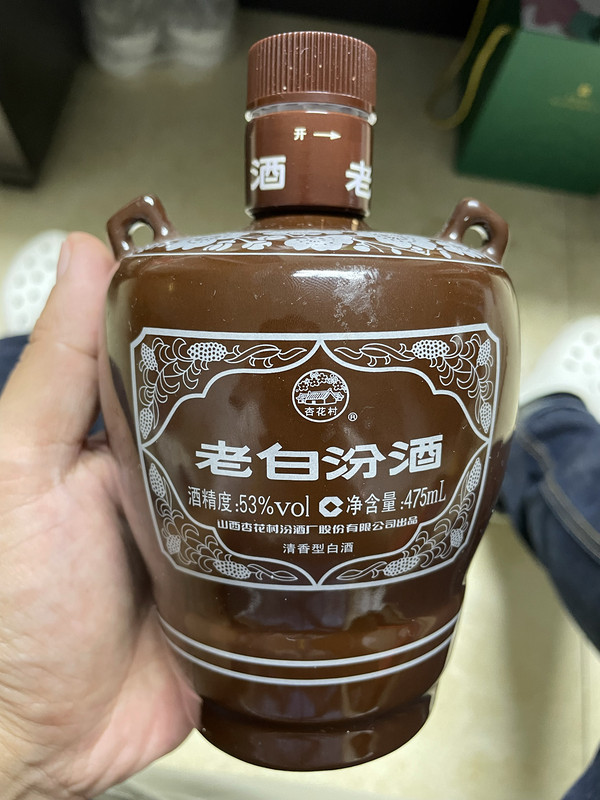 开
酒 老
杏花村
®
老白汾酒
酒精度:53%vol 净含量:475mL
山西杏花村汾酒厂股份有限公司出品
清香型白酒